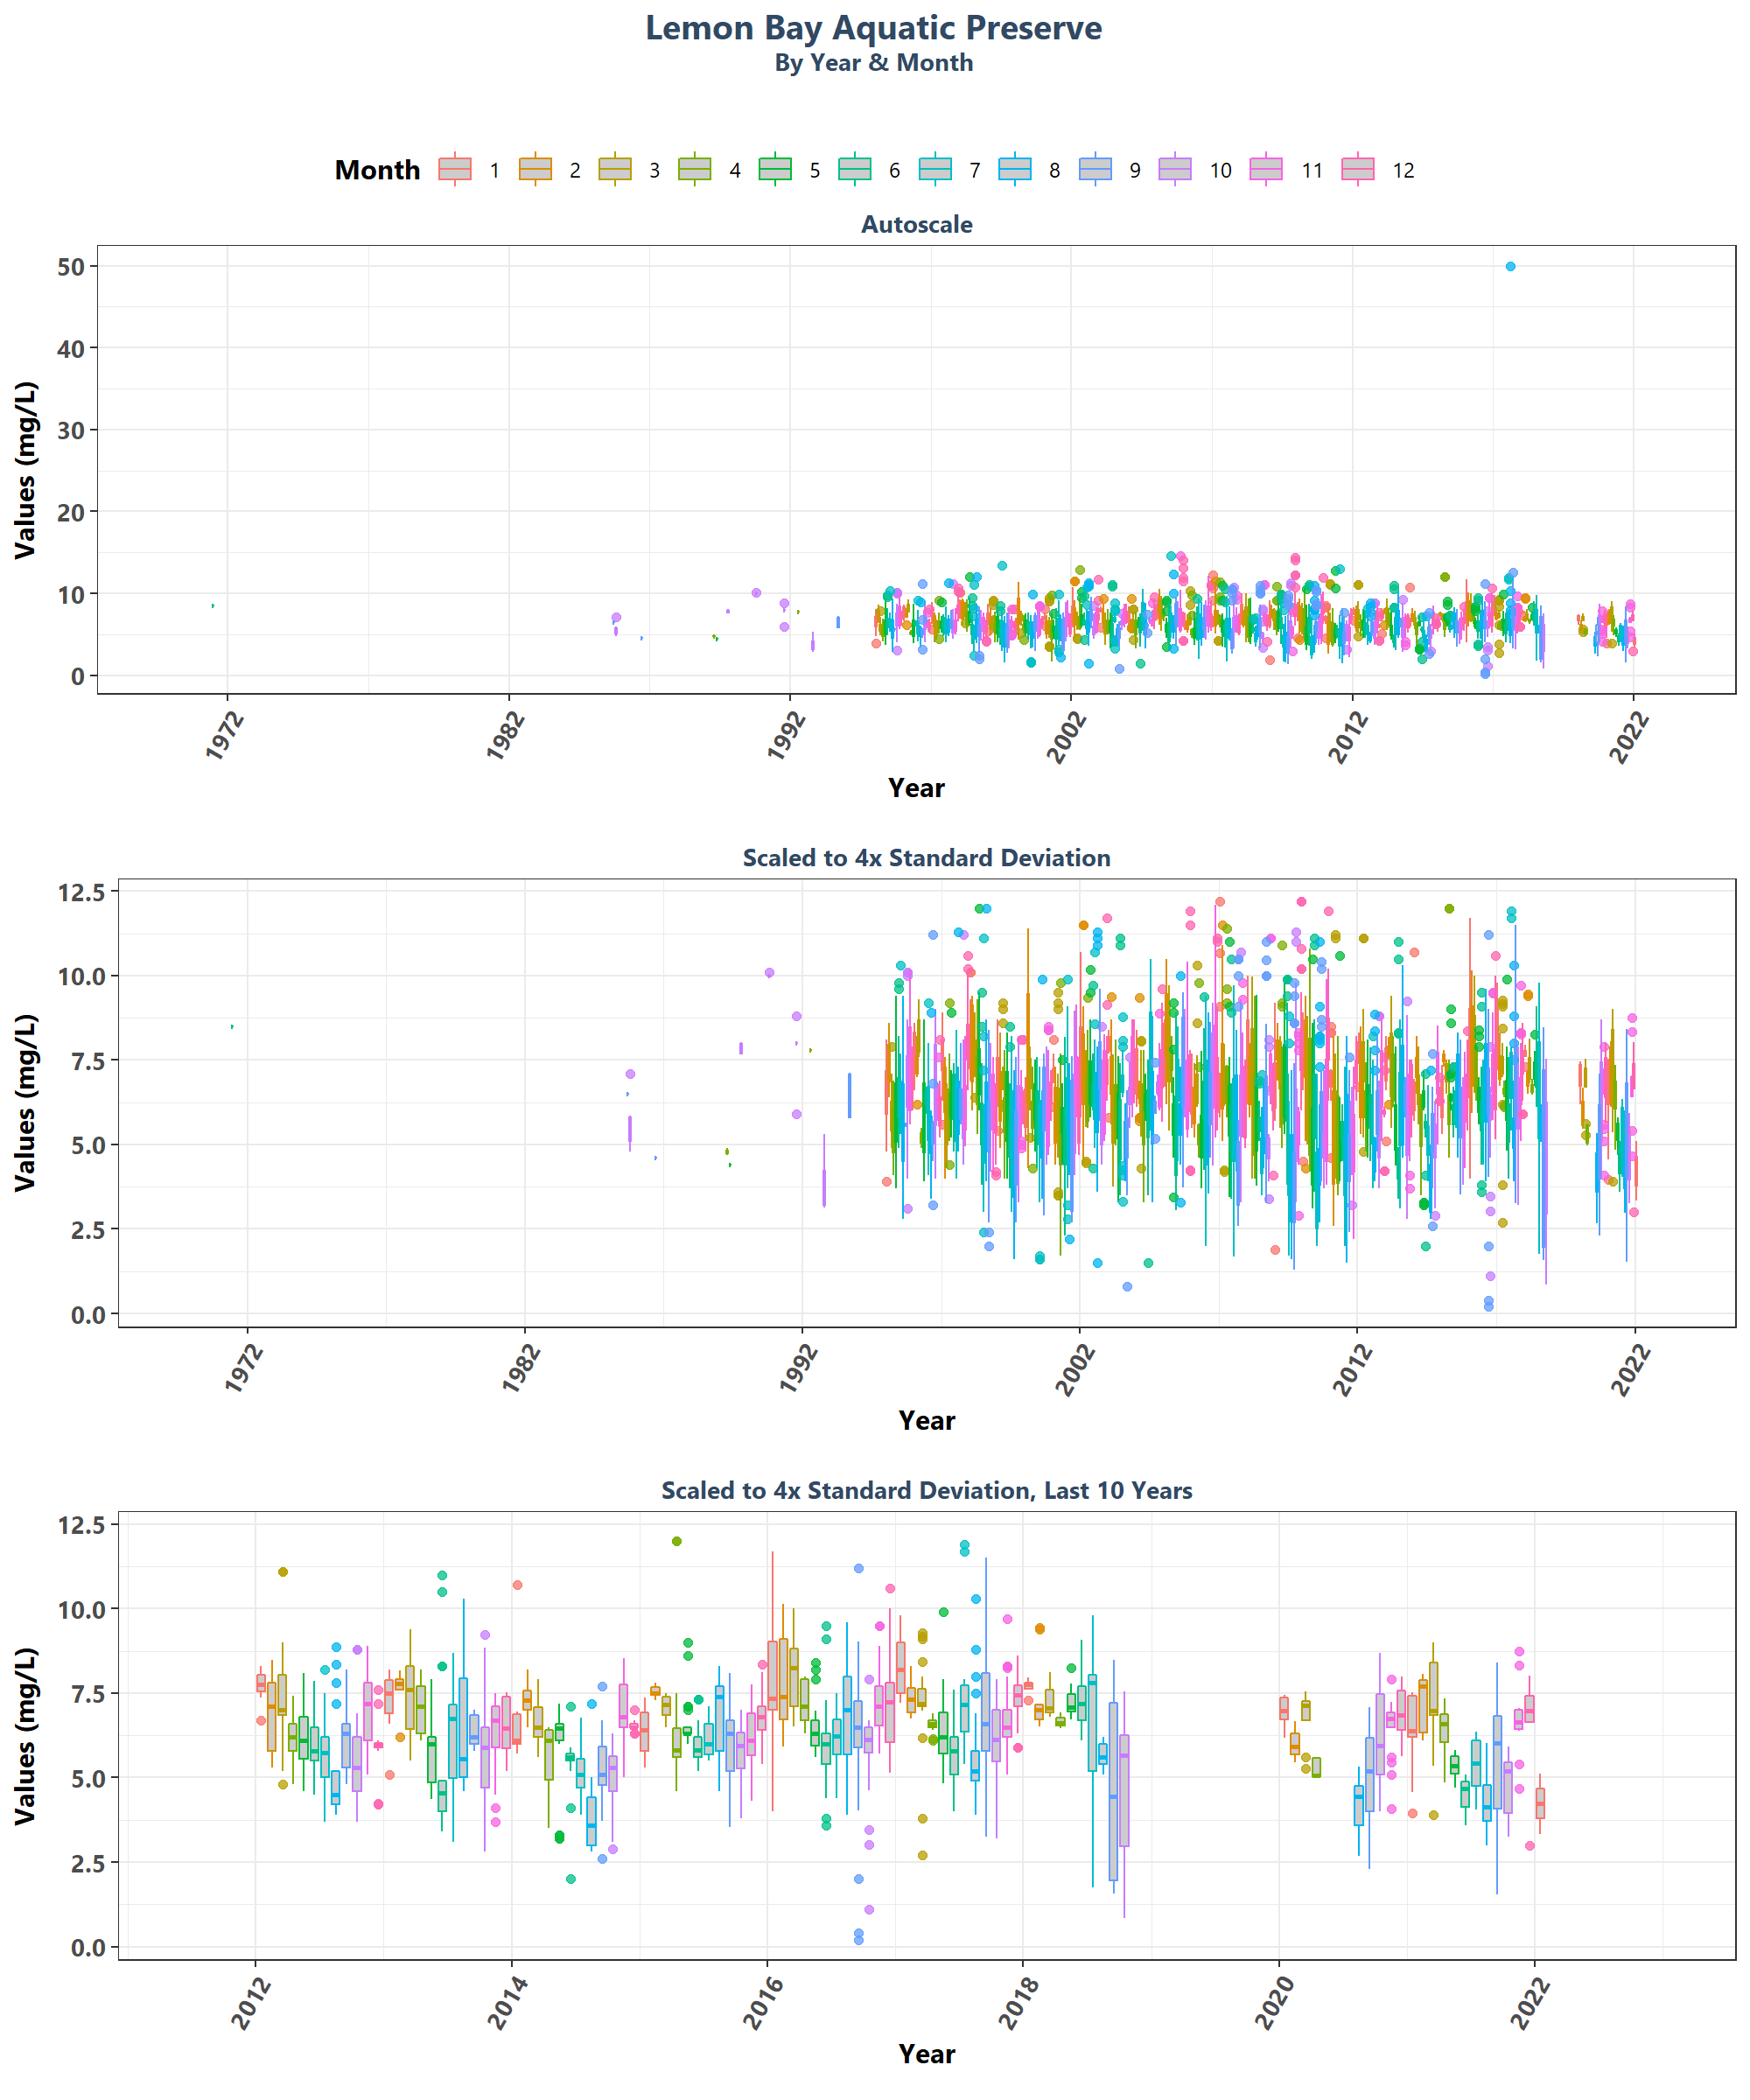 Lemon Bay Aquatic Preserve
By Year & Month
Month 1 2 3 4 5 6 7 8 9 10 11 12
Autoscale
Values (mg/L)
50
40
30
20
10
0
1972 1982 1992 2002 2012 2022
Year
Scaled to 4x Standard Deviation
Values (mg/L)
12.5
10.0
7.5
5.0
2.5
0.0
1972 1982 1992 2002 2012 2022
Year
Scaled to 4x Standard Deviation, Last 10 Years
Values (mg/L)
12.5
10.0
7.5
5.0
2.5
0.0
2012 2014 2016 2018 2020 2022
Year